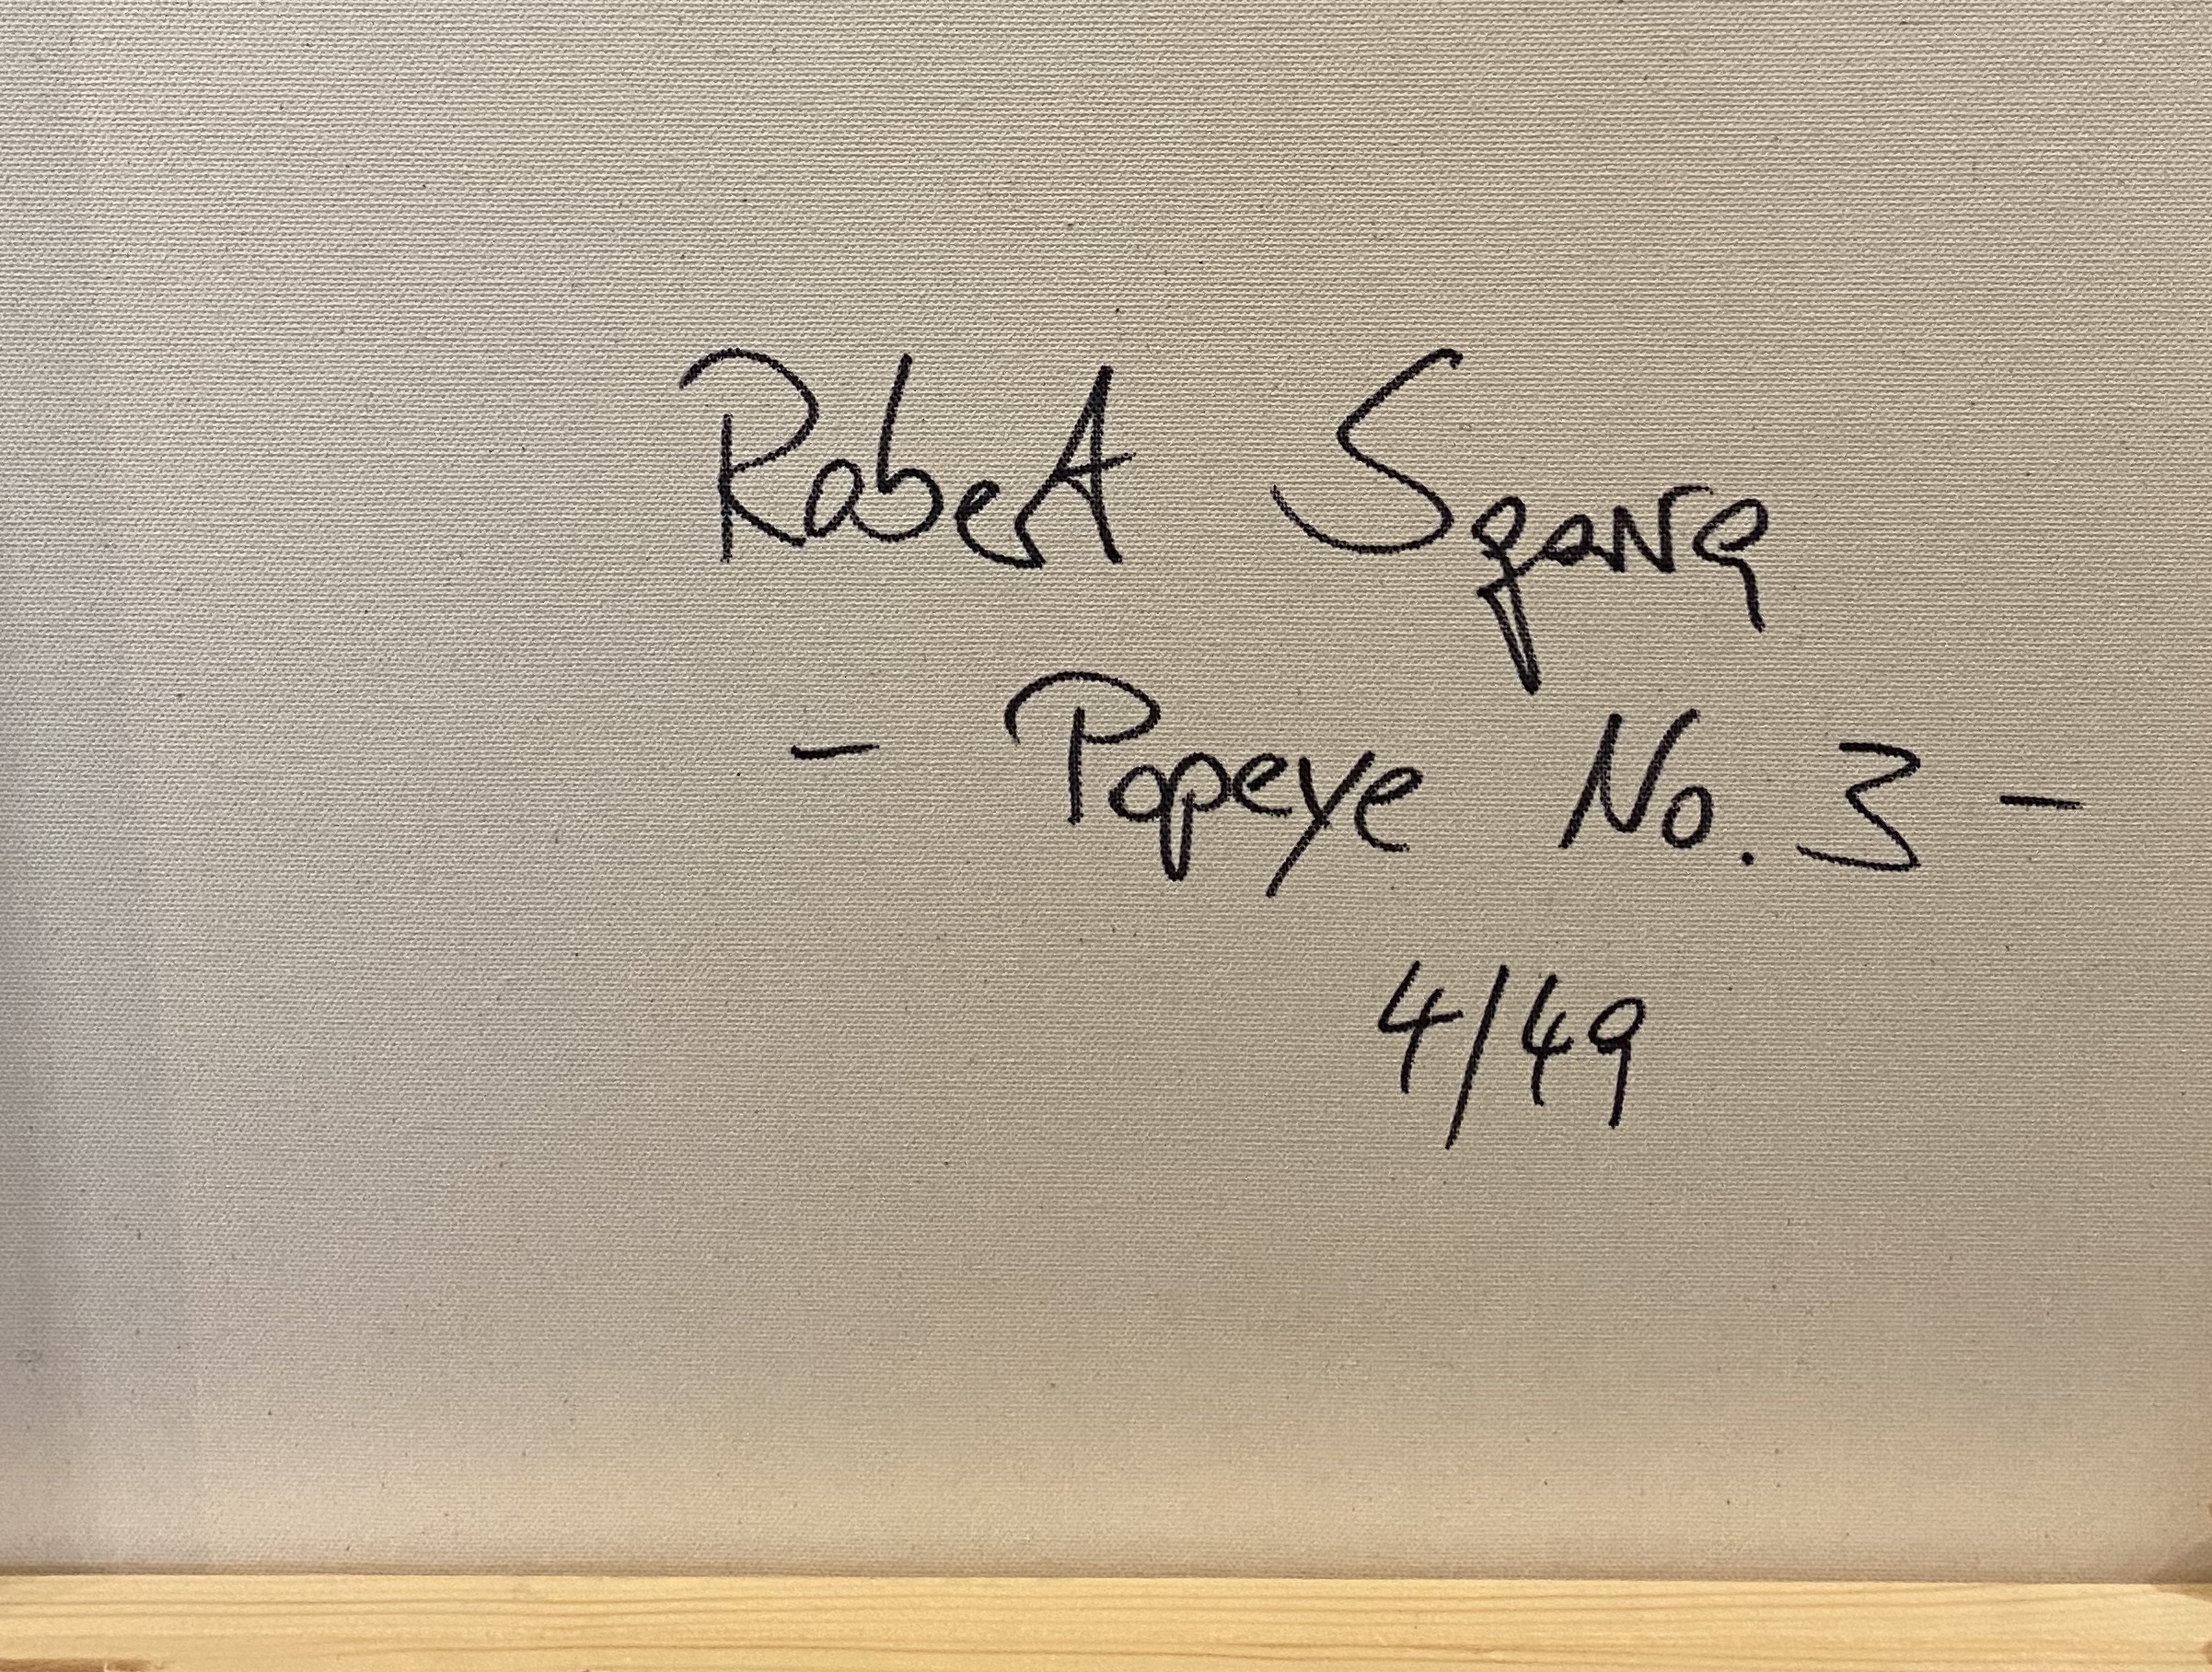 Robert Sgarra
- Popeye No. 3 -
4/49